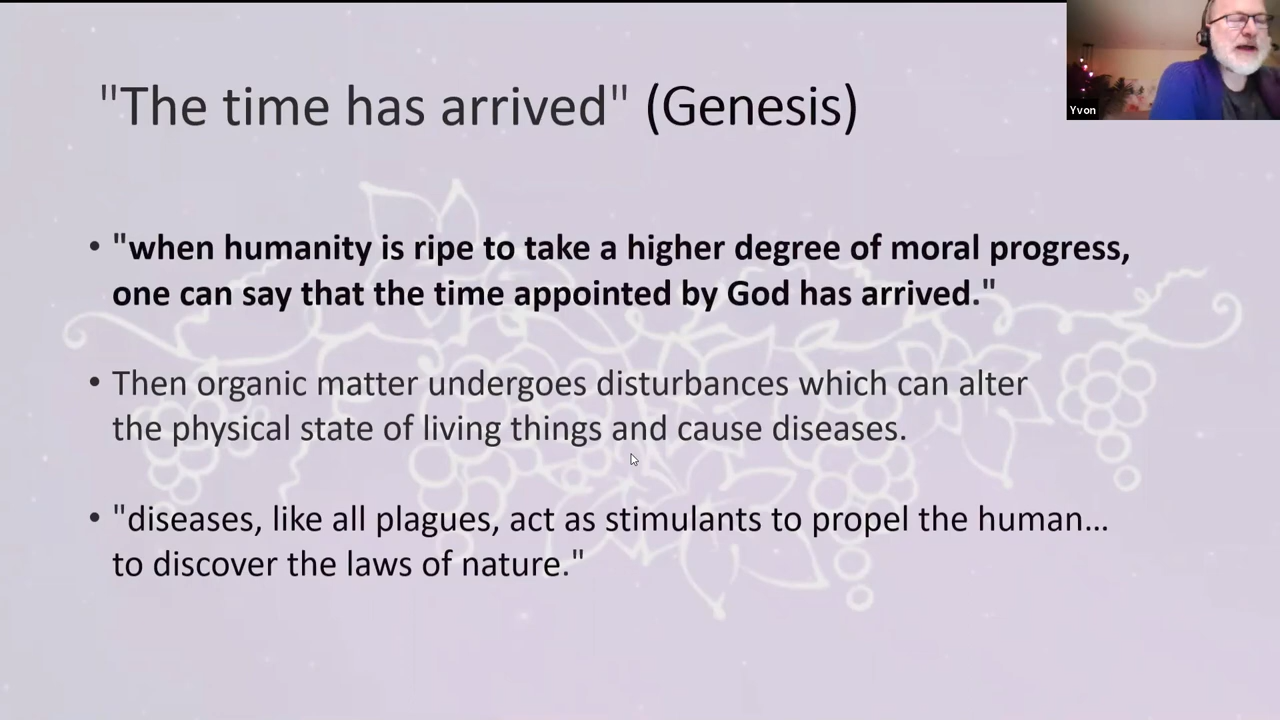 "The time has arrived" (Genesis)
Yvon
• "when humanity is ripe to take a higher degree of moral progress,
one can say that the time appointed by God has arrived."
• Then organic matter undergoes disturbances which can alter
the physical state of living things and cause diseases.
• "diseases, like all plagues, act as stimulants to propel the human...
to discover the laws of nature."